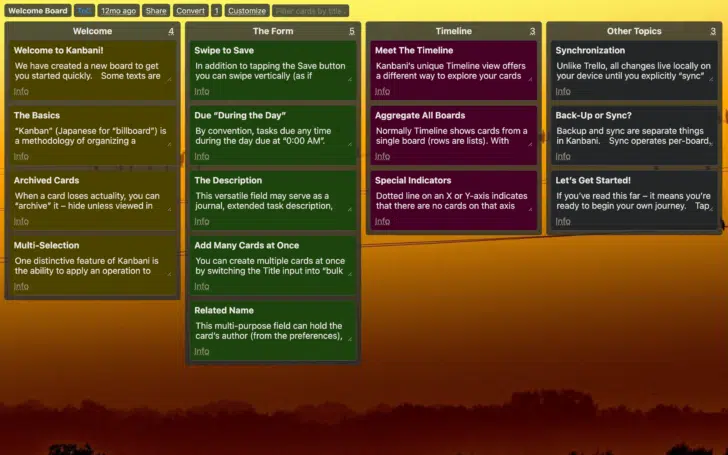 Welcome Board ToC 12mo ago Share Convert 1 Customize Filter cards by title…
Welcome 4
Welcome to Kanbani!
We have created a new board to get
you started quickly. Some texts are
Info
The Basics
“Kanban” (Japanese for “billboard”) is
a methodology of organizing a
Info
Archived Cards
When a card loses actuality, you can
“archive” it – hide unless viewed in
Info
Multi-Selection
One distinctive feature of Kanbani is
the ability to apply an operation to
Info
The Form 5
Swipe to Save
In addition to tapping the Save button
you can swipe vertically (as if
Info
Due “During the Day”
By convention, tasks due any time
during the day due at “0:00 AM”.
Info
The Description
This versatile field may serve as a
journal, extended task description,
Info
Add Many Cards at Once
You can create multiple cards at once
by switching the Title input into “bulk
Info
Related Name
This multi-purpose field can hold the
card’s author (from the preferences),
Info
Timeline 3
Meet The Timeline
Kanbani’s unique Timeline view offers
a different way to explore your cards
Info
Aggregate All Boards
Normally Timeline shows cards from a
single board (rows are lists). With
Info
Special Indicators
Dotted line on an X or Y-axis indicates
that there are no cards on that axis
Info
Other Topics 3
Synchronization
Unlike Trello, all changes live locally on
your device until you explicitly “sync”
Info
Back-Up or Sync?
Backup and sync are separate things
in Kanbani. Sync operates per-board,
Info
Let’s Get Started!
If you’ve read this far – it means you’re
ready to begin your own journey. Tap
Info